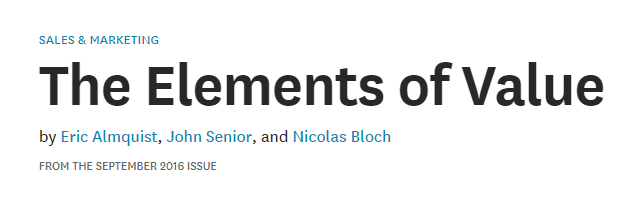 SALES & MARKETING
The Elements of Value
by Eric Almquist, John Senior, and Nicolas Bloch
FROM THE SEPTEMBER 2016 ISSUE